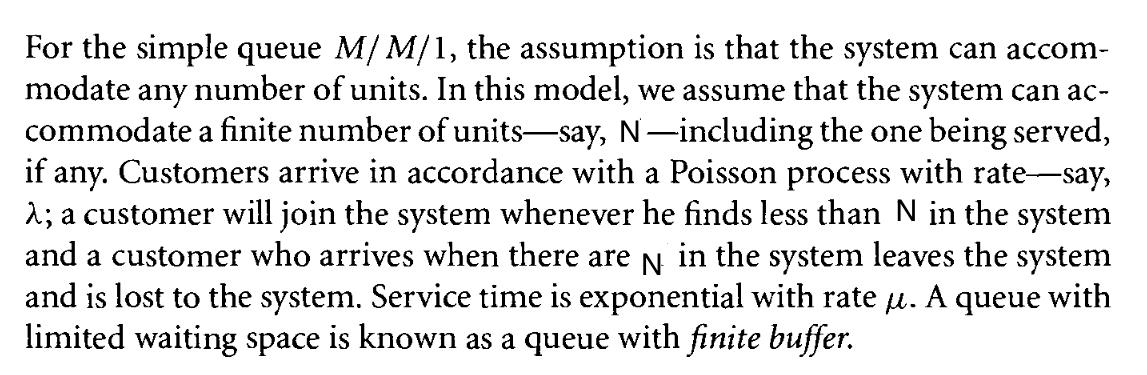 For the simple queue M/M/1, the assumption is that the system can accom-
modate any number of units. In this model, we assume that the system can ac-
commodate a finite number of units—say, N—including the one being served,
if any. Customers arrive in accordance with a Poisson process with rate—say,
λ; a customer will join the system whenever he finds less than N in the system
and a customer who arrives when there are N in the system leaves the system
and is lost to the system. Service time is exponential with rate μ. A queue with
limited waiting space is known as a queue with finite buffer.